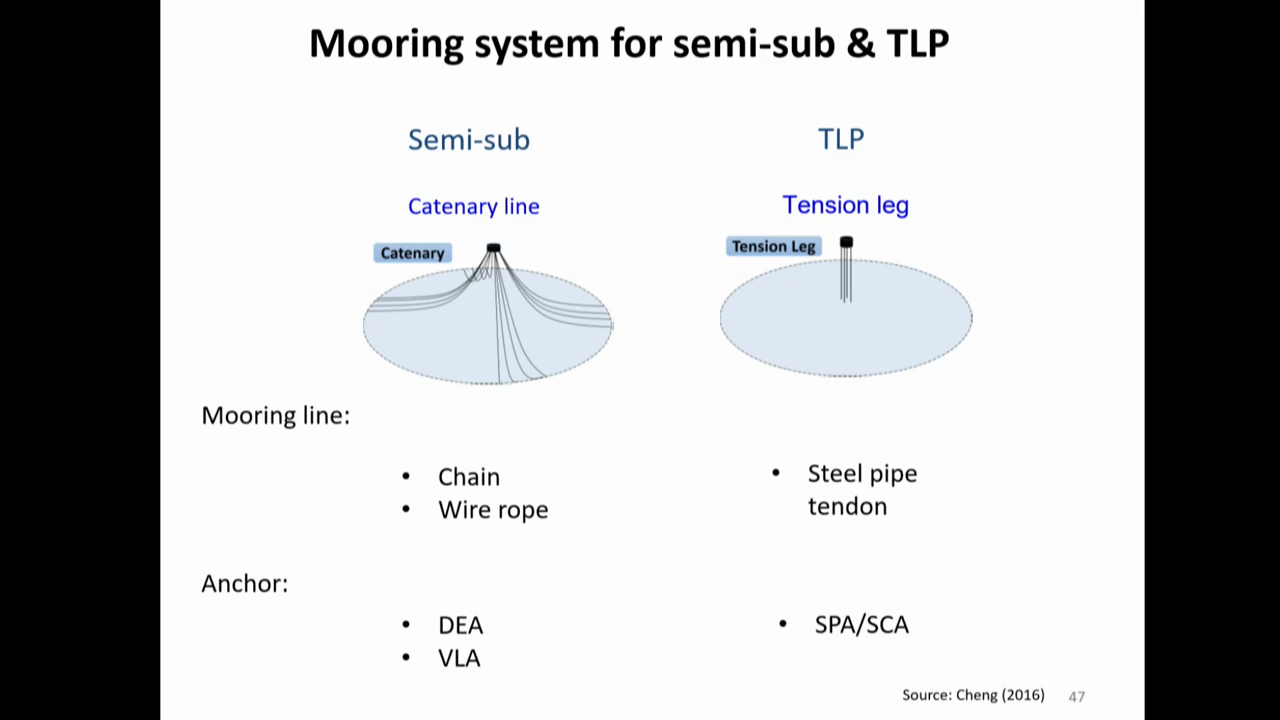 Mooring system for semi-sub & TLP
Semi-sub
TLP
Catenary line
Tension leg
Catenary
Tension Leg
Mooring line:
• Chain
• Wire rope
• Steel pipe
tendon
Anchor:
• DEA
• VLA
• SPA/SCA
Source: Cheng (2016)
47